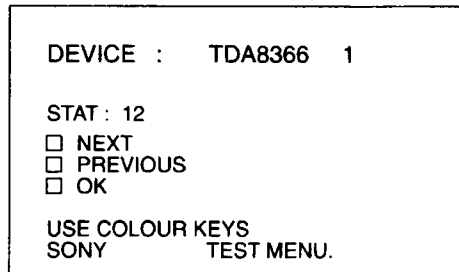 DEVICE : TDA8366 1
STAT : 12
☐ NEXT
☐ PREVIOUS
☐ OK
USE COLOUR KEYS
SONY TEST MENU.